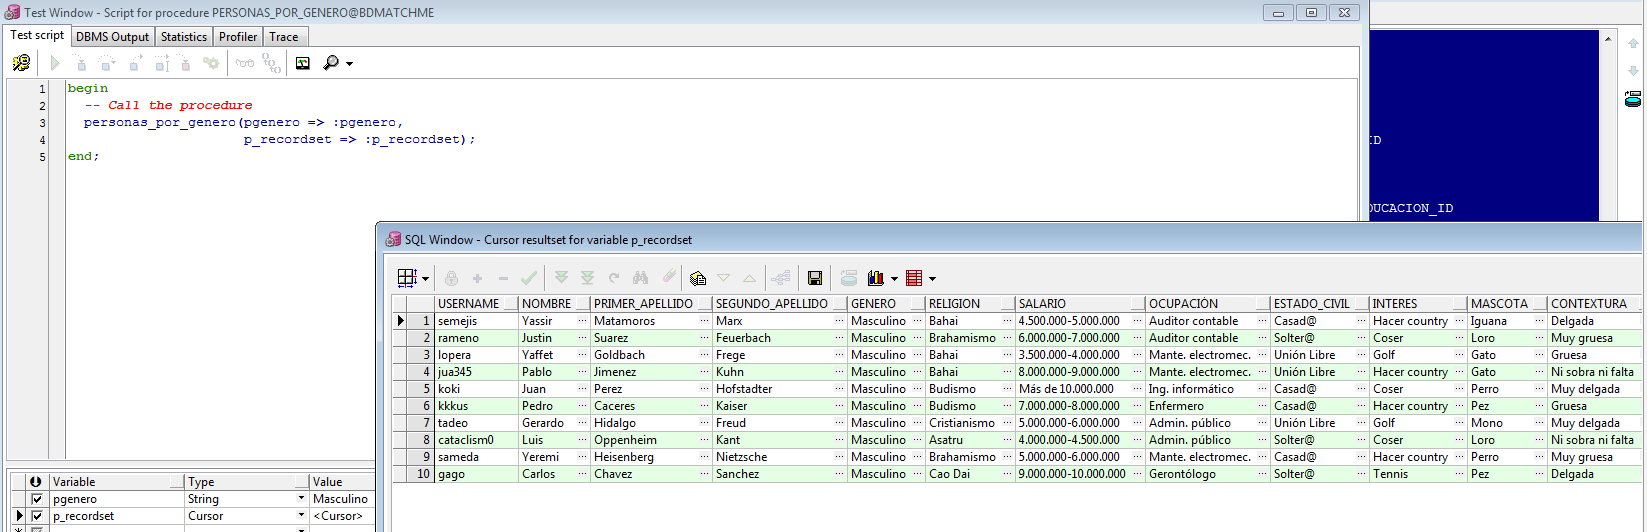 Test Window - Script for procedure PERSONAS_POR_GENERO@BDMATCHME
Test script DBMS Output Statistics Profiler Trace
1 begin
2 -- Call the procedure
3 personas_por_genero(pgenero => :pgenero,
4 p_recordset => :p_recordset);
5 end;
ID
DUCACION_ID
SQL Window - Cursor resultset for variable p_recordset
USERNAME NOMBRE PRIMER_APELLIDO SEGUNDO_APELLIDO GENERO RELIGION SALARIO OCUPACIÓN ESTADO_CIVIL INTERES MASCOTA CONTEXTURA
1 semejis Yassir Matamoros Marx Masculino Bahai 4.500.000-5.000.000 Auditor contable Casad@ Hacer country Iguana Delgada
2 rameno Justin Suarez Feuerbach Masculino Brahamismo 6.000.000-7.000.000 Auditor contable Solter@ Coser Loro Muy gruesa
3 lopera Yaffet Goldbach Frege Masculino Bahai 3.500.000-4.000.000 Mante. electromec. Unión Libre Golf Gato Gruesa
4 jua345 Pablo Jimenez Kuhn Masculino Bahai 8.000.000-9.000.000 Mante. electromec. Unión Libre Hacer country Gato Ni sobra ni falta
5 koki Juan Perez Hofstadter Masculino Budismo Más de 10.000.000 Ing. informático Casad@ Coser Perro Muy delgada
6 kkkus Pedro Caceres Kaiser Masculino Budismo 7.000.000-8.000.000 Enfermero Casad@ Hacer country Pez Gruesa
7 tadeo Gerardo Hidalgo Freud Masculino Cristianismo 5.000.000-6.000.000 Admin. público Unión Libre Golf Mono Muy delgada
8 cataclism0 Luis Oppenheim Kant Masculino Asatru 4.000.000-4.500.000 Admin. público Solter@ Coser Loro Ni sobra ni falta
9 sameda Yeremi Heisenberg Nietzsche Masculino Brahamismo 5.000.000-6.000.000 Mante. electromec. Casad@ Hacer country Perro Muy gruesa
10 gago Carlos Chavez Sanchez Masculino Cao Dai 9.000.000-10.000.000 Gerontólogo Solter@ Tennis Pez Delgada
Variable Type Value
pgenero String Masculino
p_recordset Cursor <Cursor>